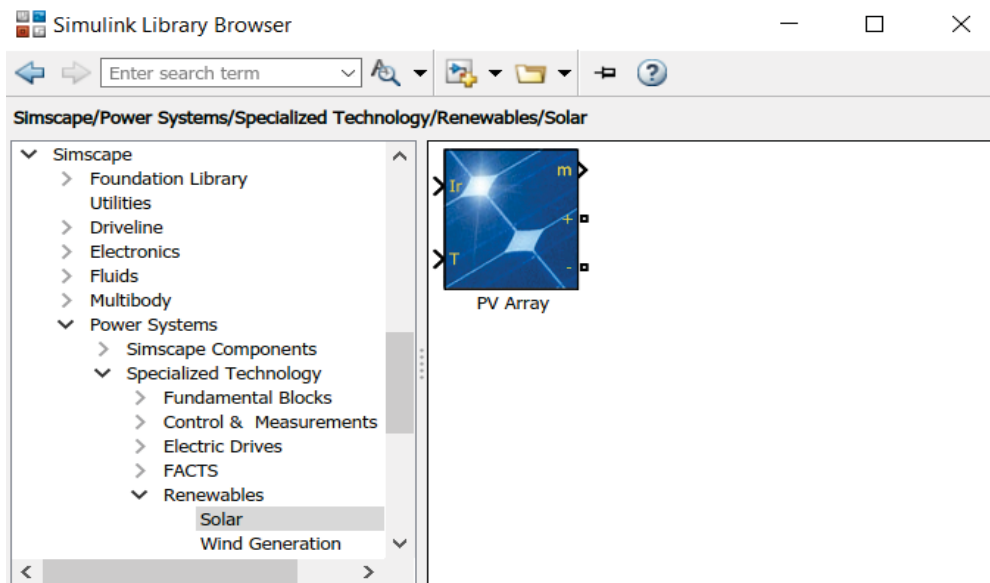 Simulink Library Browser
Enter search term
Simscape/Power Systems/Specialized Technology/Renewables/Solar
Simscape
Foundation Library
Utilities
Driveline
Electronics
Fluids
Multibody
Power Systems
Simscape Components
Specialized Technology
Fundamental Blocks
Control & Measurements
Electric Drives
FACTS
Renewables
Solar
Wind Generation
Ir
m
+
T
-
PV Array